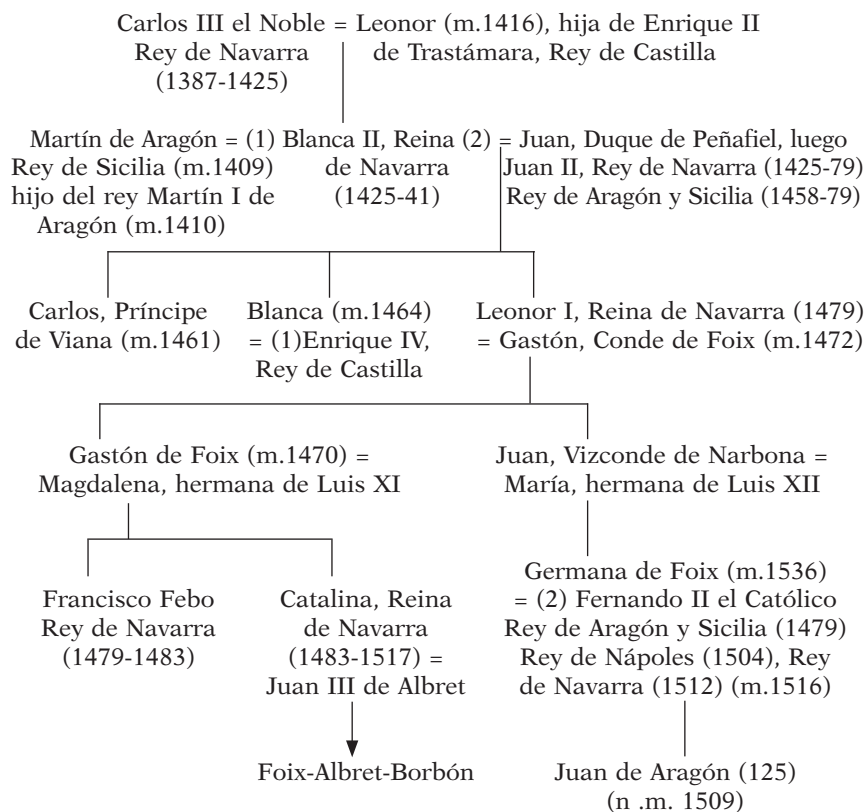 Carlos III el Noble = Leonor (m.1416), hija de Enrique II
Rey de Navarra de Trastámara, Rey de Castilla
(1387-1425)
Martín de Aragón = (1) Blanca II, Reina (2) = Juan, Duque de Peñafiel, luego
Rey de Sicilia (m.1409) de Navarra Juan II, Rey de Navarra (1425-79)
hijo del rey Martín I de (1425-41) Rey de Aragón y Sicilia (1458-79)
Aragón (m.1410)
Carlos, Príncipe
de Viana (m.1461)
Blanca (m.1464)
= (1)Enrique IV,
Rey de Castilla
Leonor I, Reina de Navarra (1479)
= Gastón, Conde de Foix (m.1472)
Gastón de Foix (m.1470) =
Magdalena, hermana de Luis XI
Juan, Vizconde de Narbona =
María, hermana de Luis XII
Francisco Febo
Rey de Navarra
(1479-1483)
Catalina, Reina
de Navarra
(1483-1517) =
Juan III de Albret
Germana de Foix (m.1536)
= (2) Fernando II el Católico
Rey de Aragón y Sicilia (1479)
Rey de Nápoles (1504), Rey
de Navarra (1512) (m.1516)
Foix-Albret-Borbón
Juan de Aragón (125)
(n .m. 1509)